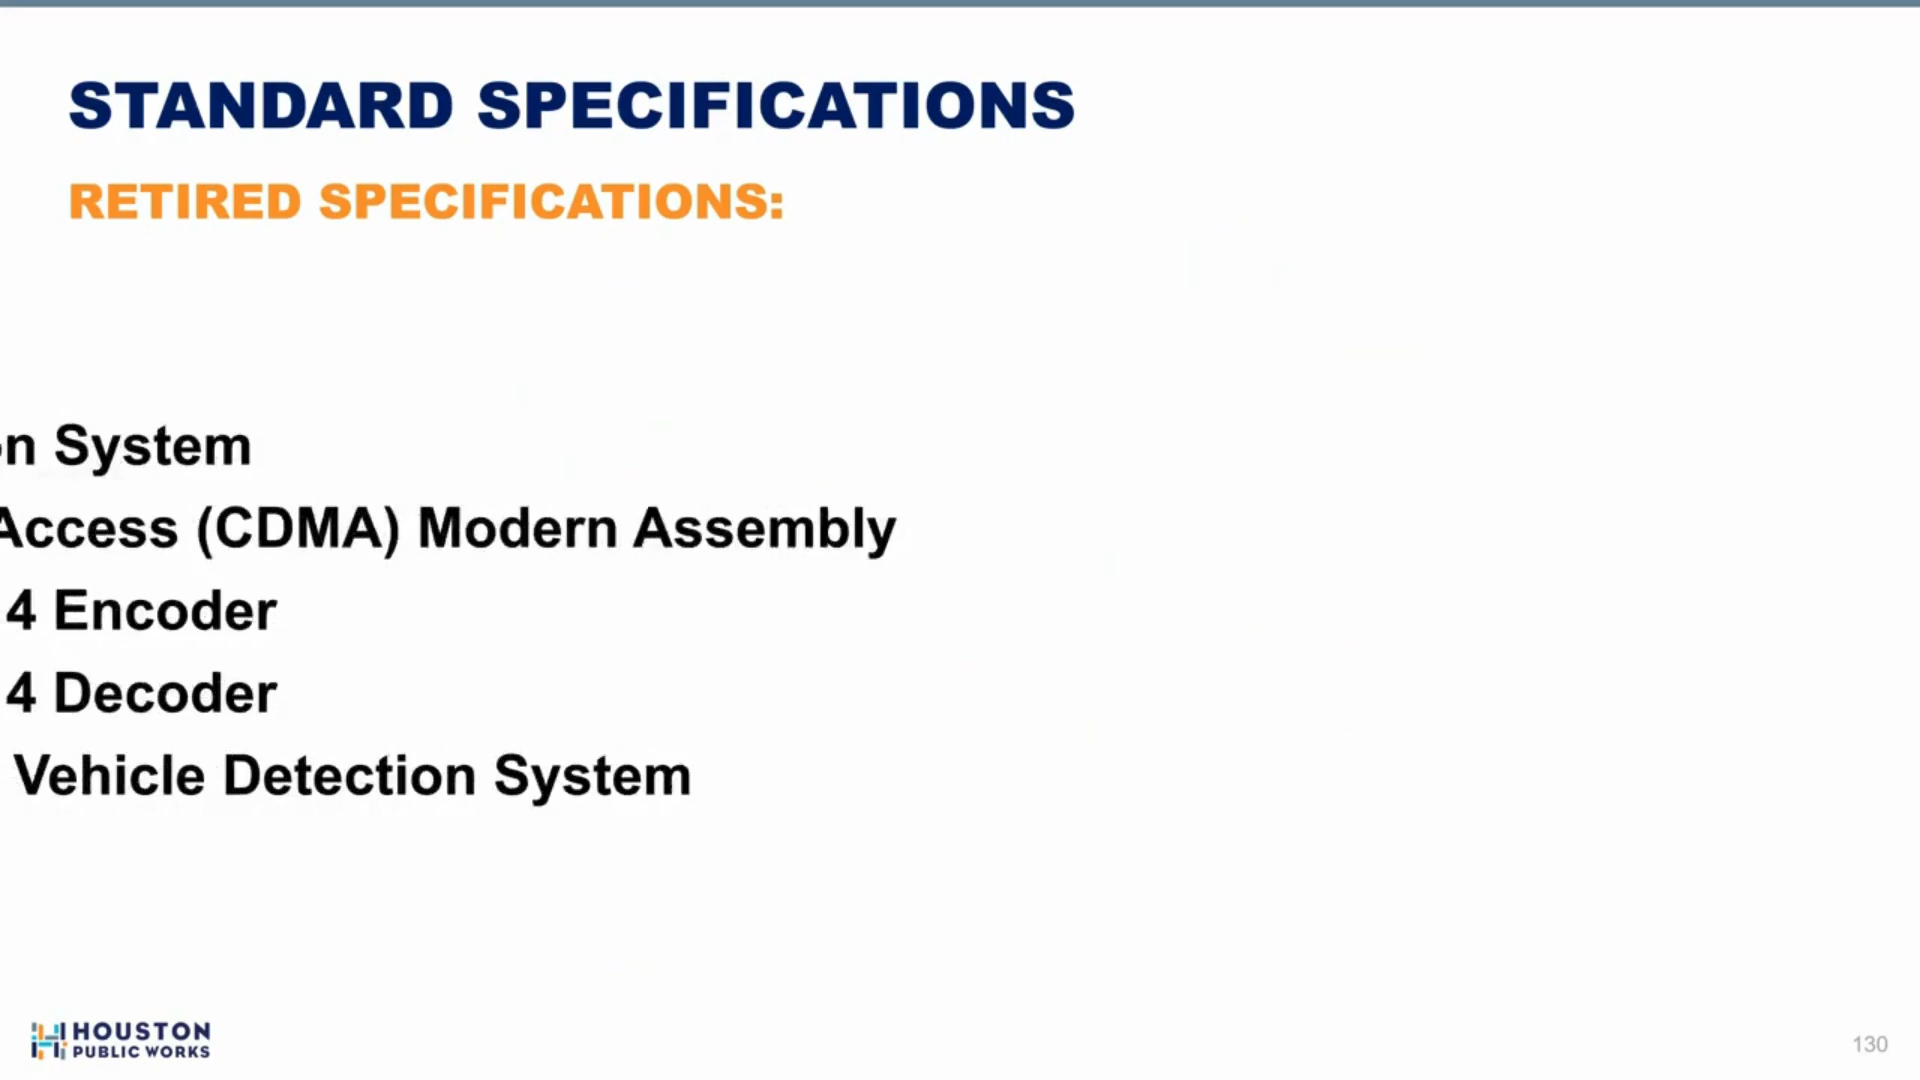 STANDARD SPECIFICATIONS
RETIRED SPECIFICATIONS:
n System
Access (CDMA) Modern Assembly
4 Encoder
4 Decoder
Vehicle Detection System
HOUSTON
PUBLIC WORKS
130